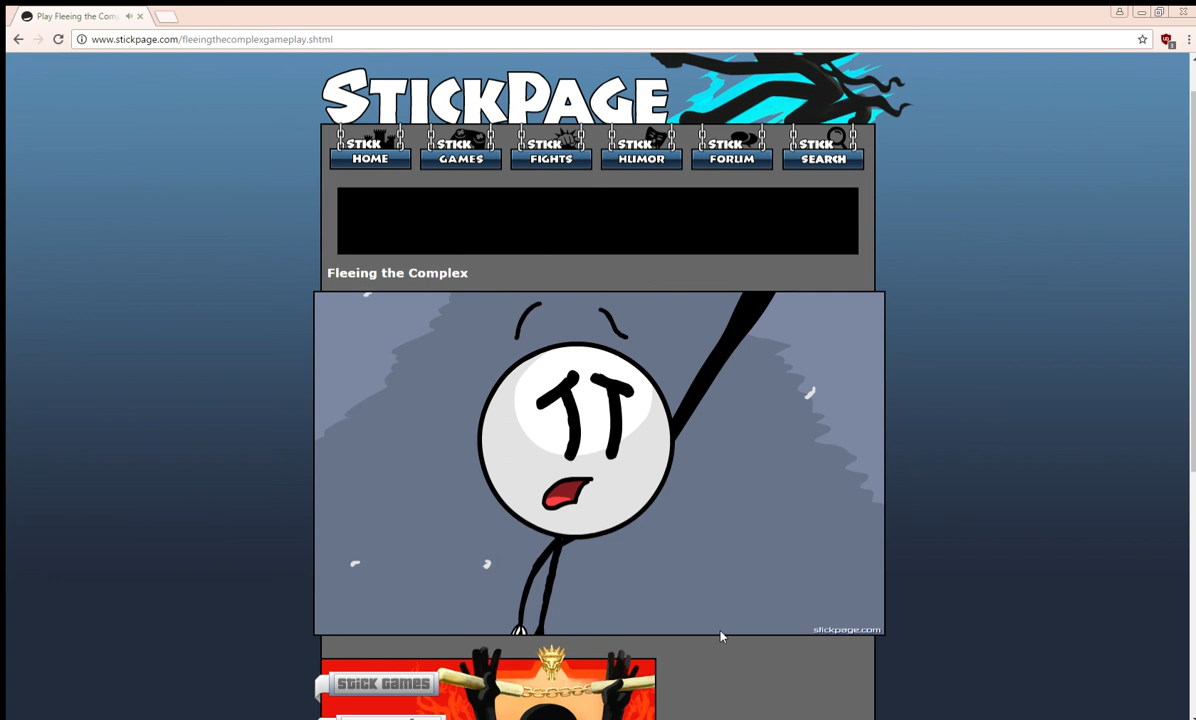 Play Fleeing the Com
www.stickpage.com/fleeingthecomplexgameplay.shtml
STICKPAGE
STICK HOME
STICK GAMES
STICK FIGHTS
STICK HUMOR
STICK FORUM
STICK SEARCH
Fleeing the Complex
stickpage.com
STICK GAMES